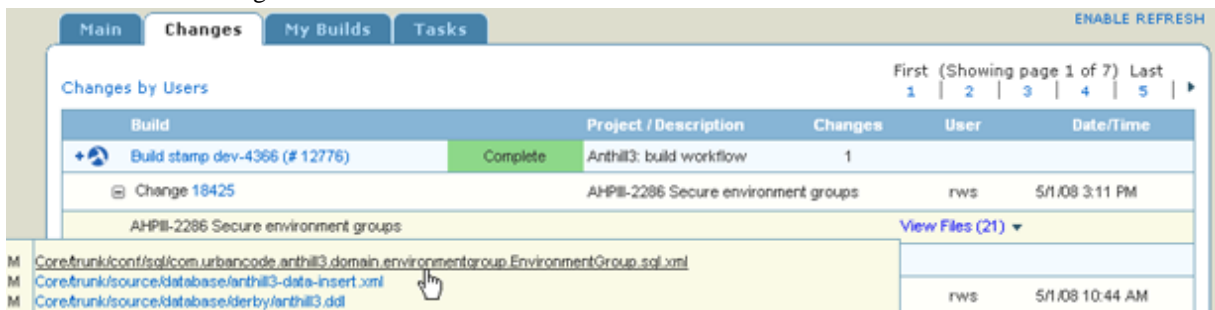 ENABLE REFRESH
Main Changes My Builds Tasks
First (Showing page 1 of 7) Last
Changes by Users
1 | 2 | 3 | 4 | 5 |
Build Project / Description Changes User Date/Time
Build stamp dev-4366 (# 12776) Complete Anthill3: build workflow 1
Change 18425 AHPIII-2286 Secure environment groups rws 5/1/08 3:11 PM
AHPIII-2286 Secure environment groups View Files (21)
M Core/trunk/conf/sql/com.urbancode.anthill3.domain.environmentgroup.EnvironmentGroup.sql.xml
M Core/trunk/source/database/anthill3-data-insert.xml
M Core/trunk/source/database/derby/anthill3.ddl rws 5/1/08 10:44 AM